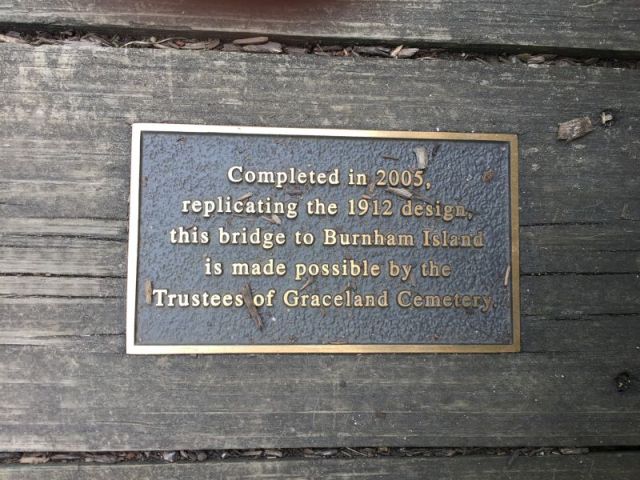 Completed in 2005,
replicating the 1912 design,
this bridge to Burnham Island
is made possible by the
Trustees of Graceland Cemetery.